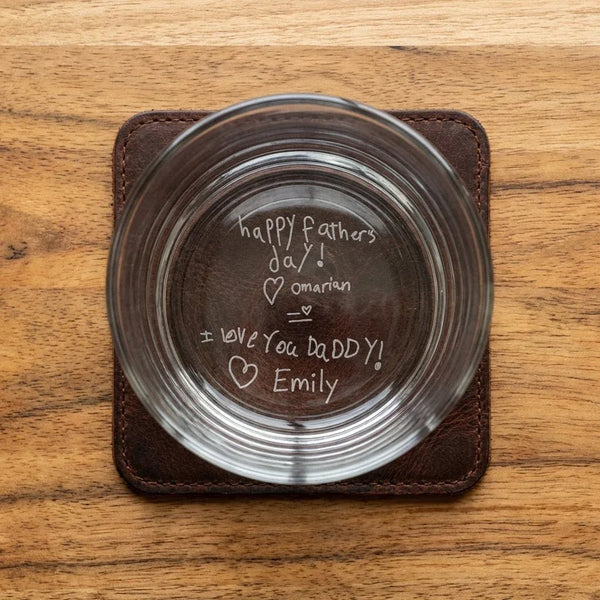 happy father's
day!
♡ omarian
I Love You DADDY!
♡ Emily